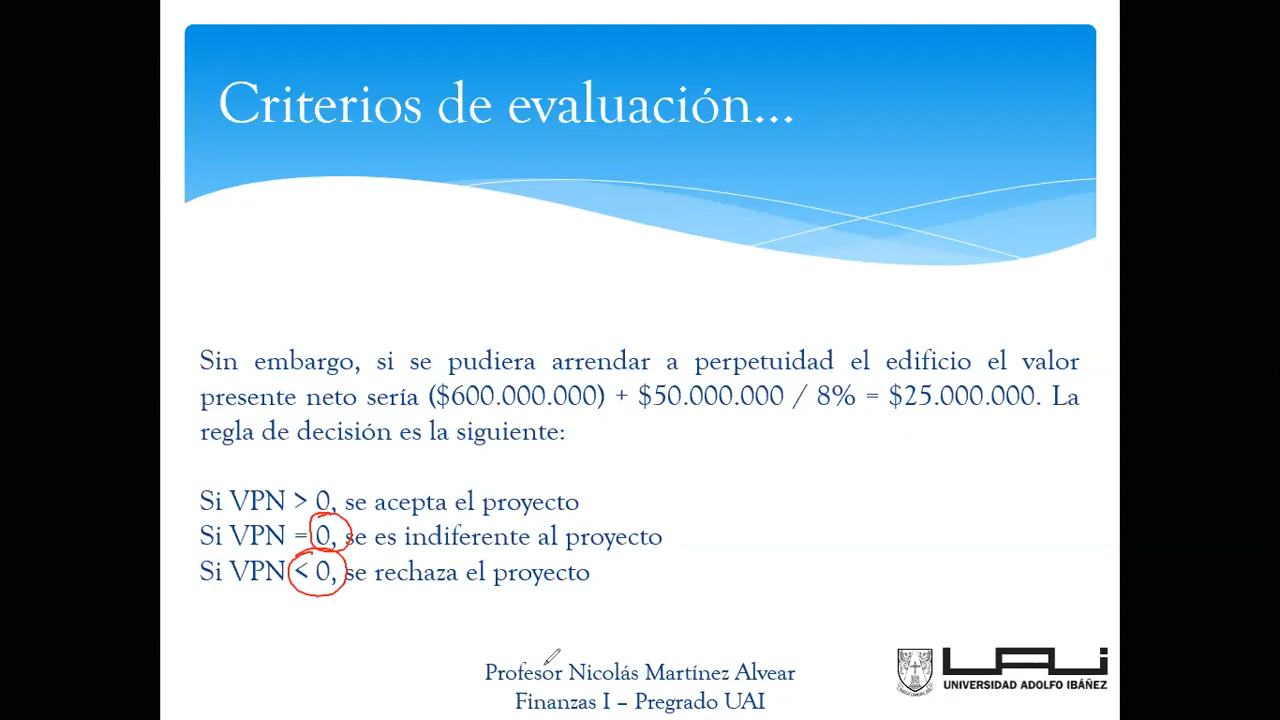 Criterios de evaluación...
Sin embargo, si se pudiera arrendar a perpetuidad el edificio el valor
presente neto sería ($600.000.000) + $50.000.000 / 8% = $25.000.000. La
regla de decisión es la siguiente:
Si VPN > 0, se acepta el proyecto
Si VPN = 0, se es indiferente al proyecto
Si VPN < 0, se rechaza el proyecto
Profesor Nicolás Martínez Alvear
Finanzas I – Pregrado UAI
UAi
UNIVERSIDAD ADOLFO IBÁÑEZ